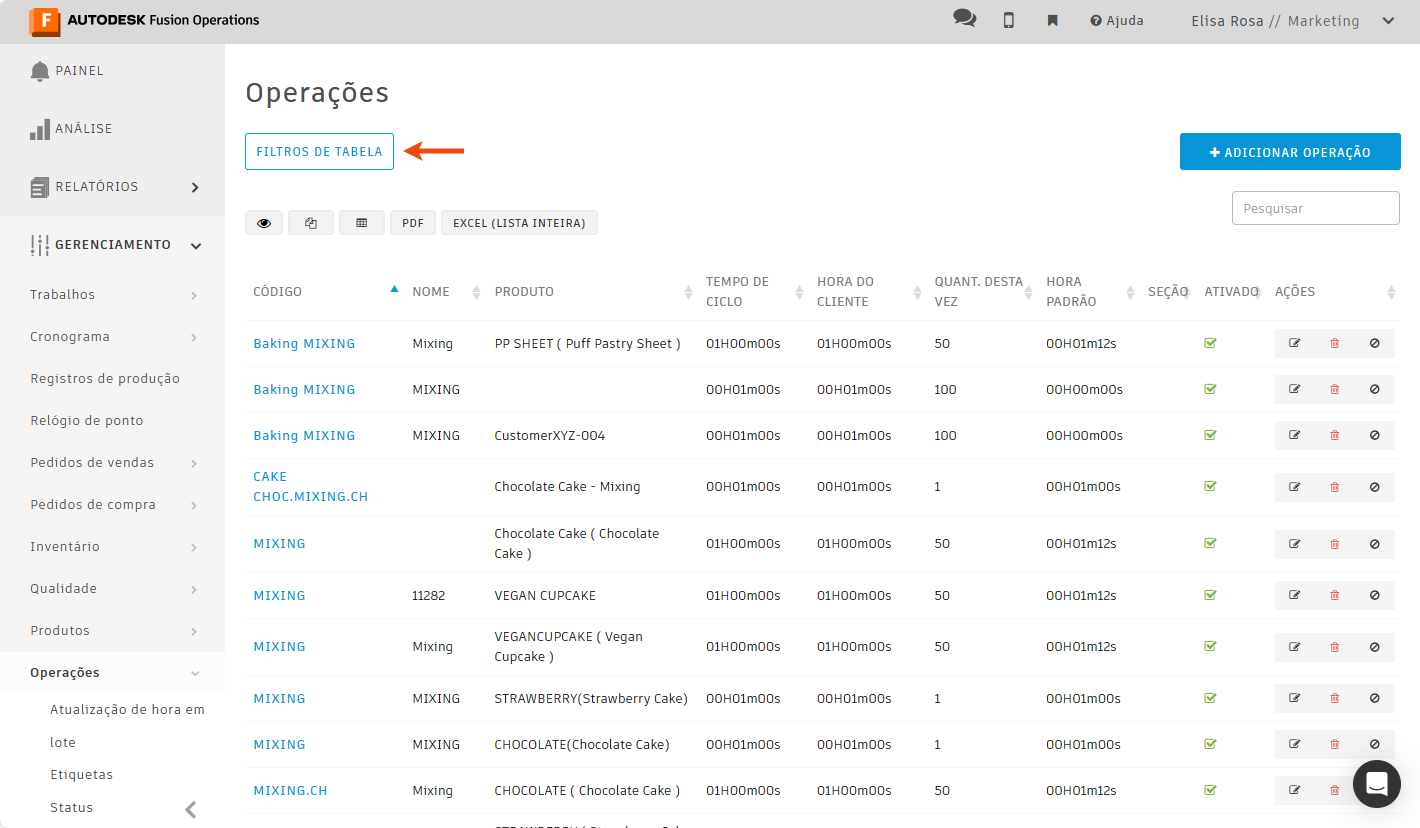 F AUTODESK Fusion Operations
Ajuda
Elisa Rosa // Marketing
PAINEL
ANÁLISE
RELATÓRIOS
GERENCIAMENTO
Trabalhos
Cronograma
Registros de produção
Relógio de ponto
Pedidos de vendas
Pedidos de compra
Inventário
Qualidade
Produtos
Operações
Atualização de hora em
lote
Etiquetas
Status
Operações
FILTROS DE TABELA
ADICIONAR OPERAÇÃO
Pesquisar
PDF
EXCEL (LISTA INTEIRA)
CÓDIGO NOME PRODUTO TEMPO DE CICLO HORA DO CLIENTE QUANT. DESTA VEZ HORA PADRÃO SEÇÃO ATIVADO AÇÕES
Baking MIXING Mixing PP SHEET ( Puff Pastry Sheet ) 01H00m00s 01H00m00s 50 00H01m12s
Baking MIXING MIXING 00H01m00s 00H01m00s 100 00H00m00s
Baking MIXING MIXING CustomerXYZ-004 00H01m00s 00H01m00s 100 00H00m00s
CAKE
CHOC.MIXING.CH Chocolate Cake - Mixing 00H01m00s 00H01m00s 1 00H01m00s
MIXING Chocolate Cake ( Chocolate
Cake ) 01H00m00s 01H00m00s 50 00H01m12s
MIXING 11282 VEGAN CUPCAKE 01H00m00s 01H00m00s 50 00H01m12s
MIXING Mixing VEGANCUPCAKE ( Vegan
Cupcake ) 01H00m00s 01H00m00s 50 00H01m12s
MIXING MIXING STRAWBERRY(Strawberry Cake) 00H01m00s 00H01m00s 1 00H01m00s
MIXING MIXING CHOCOLATE(Chocolate Cake) 00H01m00s 00H01m00s 1 00H01m00s
MIXING.CH Mixing CHOCOLATE ( Chocolate Cake ) 01H00m00s 01H00m00s 50 00H01m12s